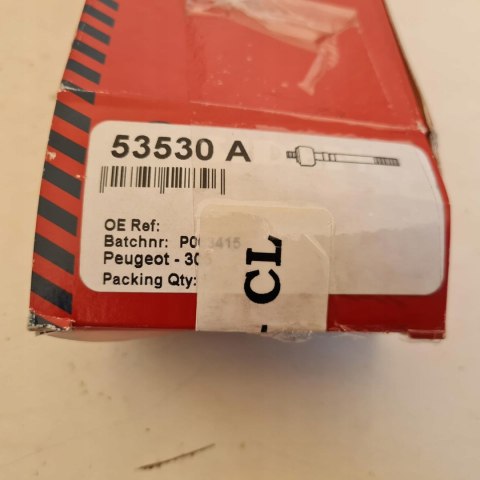 53530 A
OE Ref:
Batchnr:
Peugeot -
Packing Qty:
CL